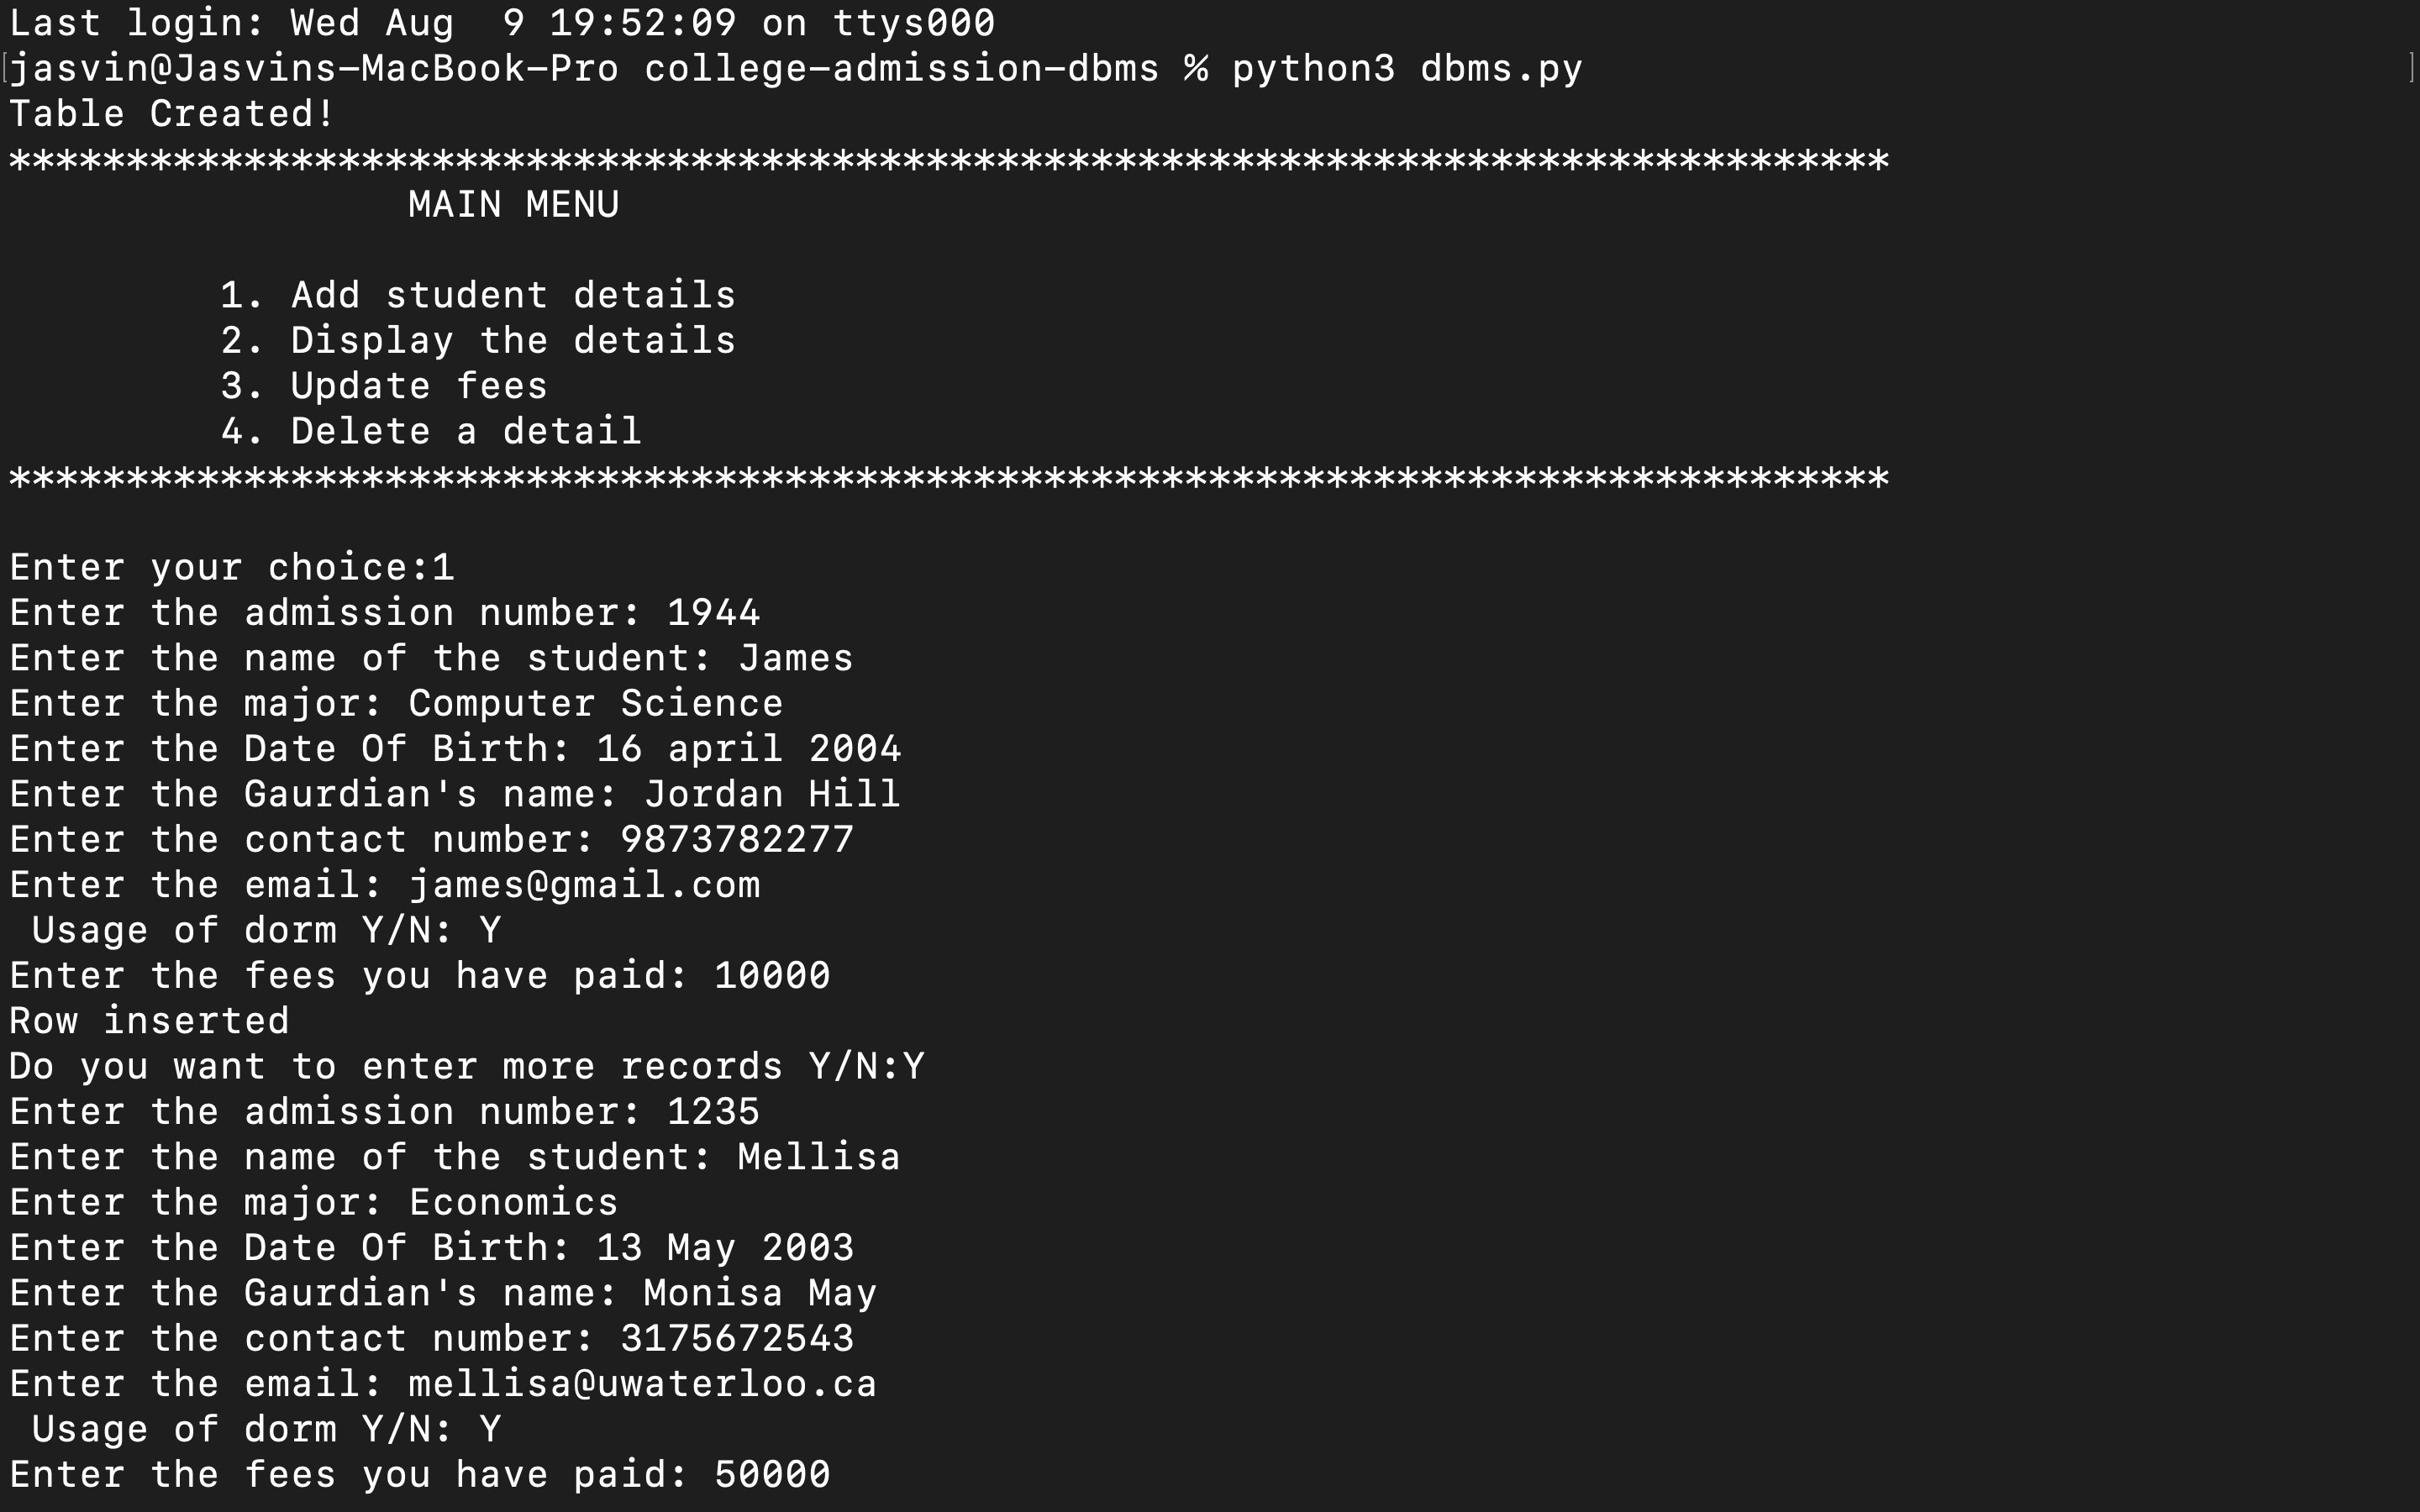 Last login: Wed Aug  9 19:52:09 on ttys000
[jasvin@Jasvins-MacBook-Pro college-admission-dbms % python3 dbms.py ]
Table Created!
********************************************************************************
                 MAIN MENU
         1. Add student details
         2. Display the details
         3. Update fees
         4. Delete a detail
********************************************************************************
Enter your choice:1
Enter the admission number: 1944
Enter the name of the student: James
Enter the major: Computer Science
Enter the Date Of Birth: 16 april 2004
Enter the Gaurdian's name: Jordan Hill
Enter the contact number: 9873782277
Enter the email: james@gmail.com
 Usage of dorm Y/N: Y
Enter the fees you have paid: 10000
Row inserted
Do you want to enter more records Y/N:Y
Enter the admission number: 1235
Enter the name of the student: Mellisa
Enter the major: Economics
Enter the Date Of Birth: 13 May 2003
Enter the Gaurdian's name: Monisa May
Enter the contact number: 3175672543
Enter the email: mellisa@uwaterloo.ca
 Usage of dorm Y/N: Y
Enter the fees you have paid: 50000